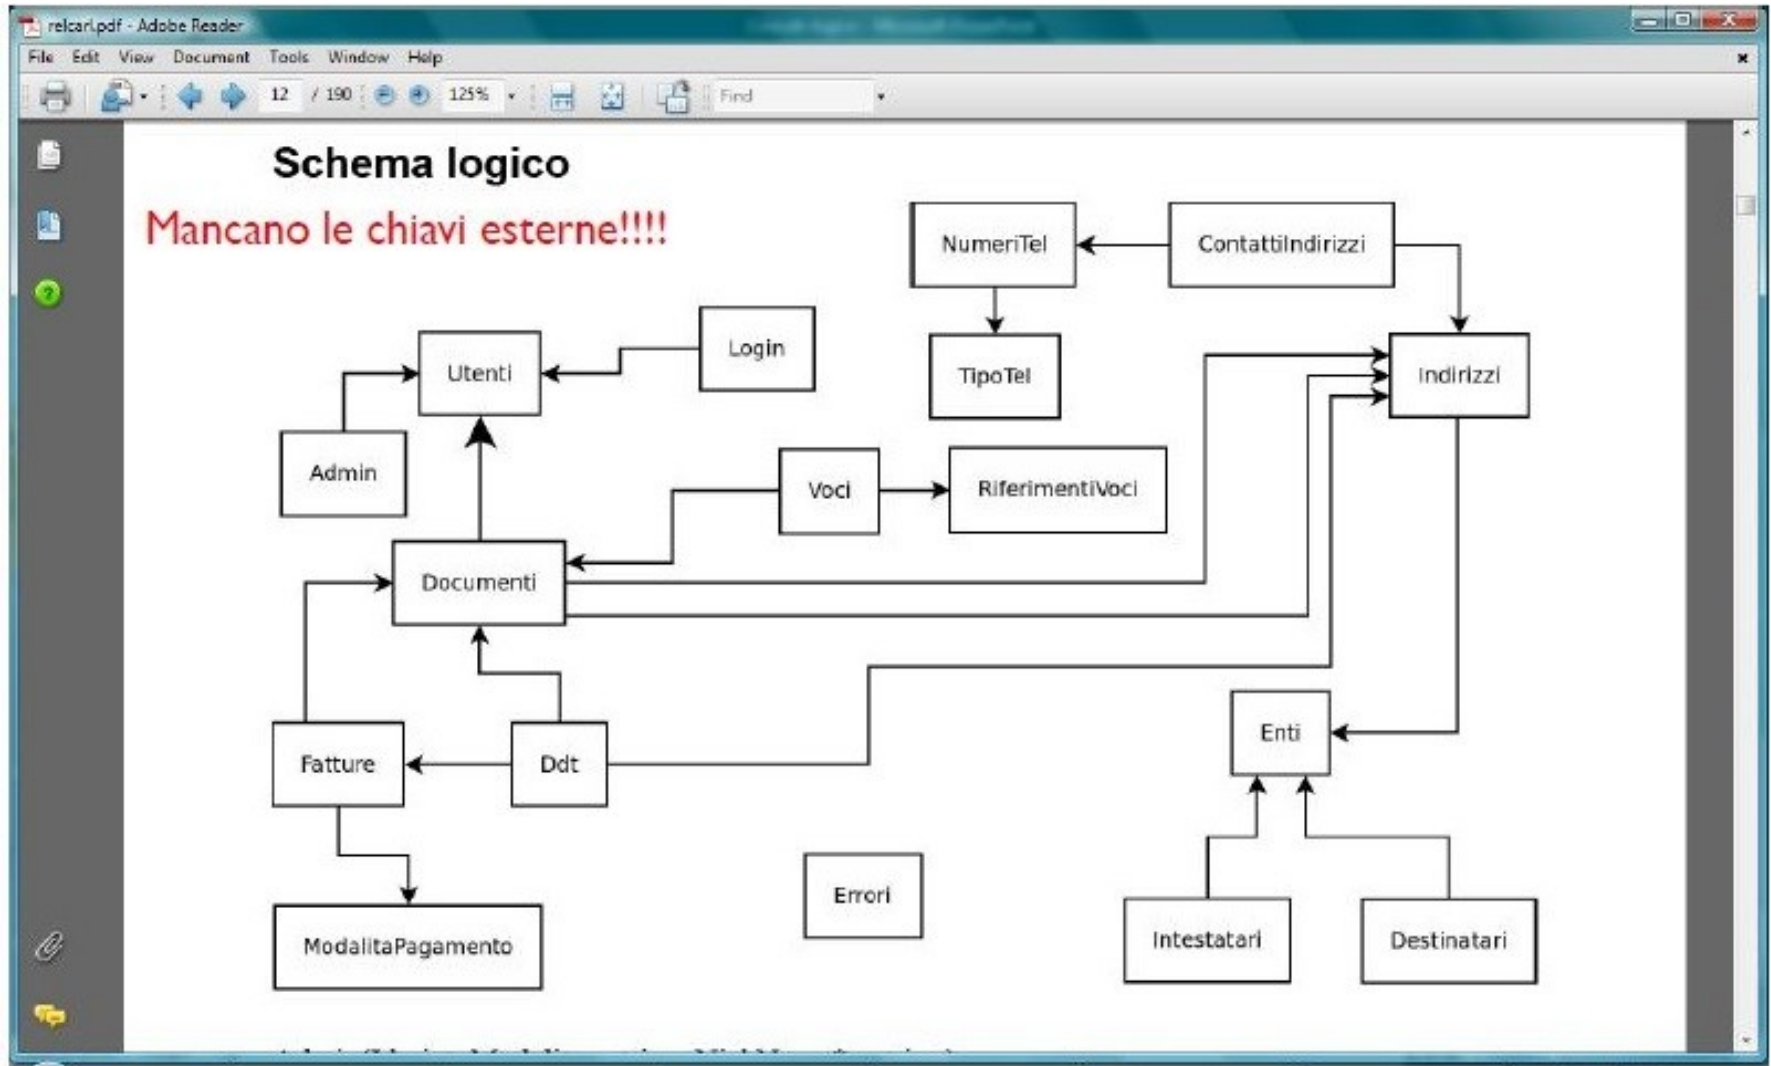 relcarl.pdf - Adobe Reader
File Edit View Document Tools Window Help
12 / 190 125% Find
Schema logico
Mancano le chiavi esterne!!!!
NumeriTel
ContattiIndirizzi
Login
Utenti
TipoTel
Indirizzi
Admin
Voci
RiferimentiVoci
Documenti
Enti
Fatture
Ddt
Errori
Intestatari
Destinatari
ModalitaPagamento